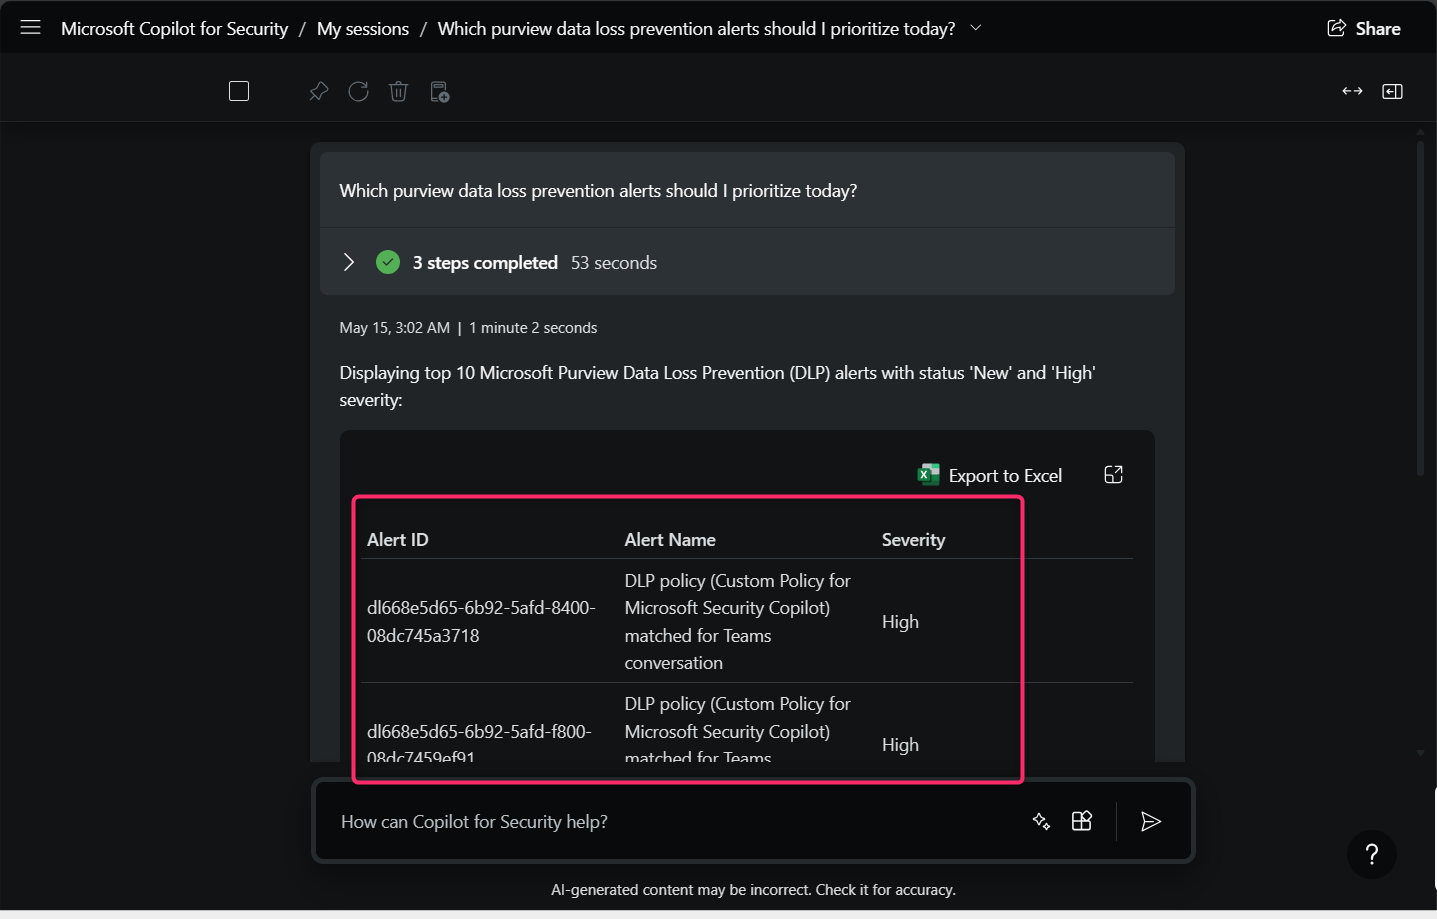 Microsoft Copilot for Security / My sessions / Which purview data loss prevention alerts should I prioritize today?
Share
Which purview data loss prevention alerts should I prioritize today?
3 steps completed 53 seconds
May 15, 3:02 AM | 1 minute 2 seconds
Displaying top 10 Microsoft Purview Data Loss Prevention (DLP) alerts with status 'New' and 'High'
severity:
Export to Excel
Alert ID Alert Name Severity
dl668e5d65-6b92-5afd-8400-
08dc745a3718
DLP policy (Custom Policy for
Microsoft Security Copilot)
matched for Teams
conversation
High
dl668e5d65-6b92-5afd-f800-
08dc7459ef91
DLP policy (Custom Policy for
Microsoft Security Copilot)
matched for Teams
High
How can Copilot for Security help?
?
AI-generated content may be incorrect. Check it for accuracy.